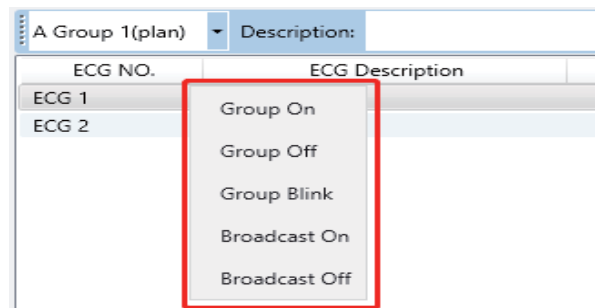 A Group 1(plan) Description:
ECG NO. ECG Description
ECG 1
ECG 2
Group On
Group Off
Group Blink
Broadcast On
Broadcast Off